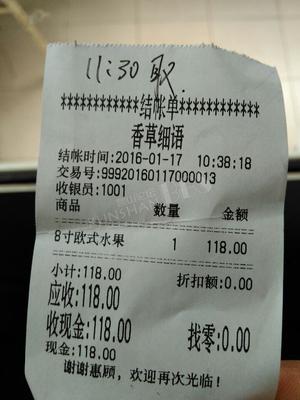 11:30取.
***********结帐单***********
香草细语
结帐时间:2016-01-17 10:38:18
交易号:99920160117000013
收银员:1001
商品 数量 金额
8寸欧式水果 1 118.00
小计:118.00 折扣额:0.00
应收:118.00
收现金:118.00 找零:0.00
现金:118.00
谢谢惠顾，欢迎再次光临！